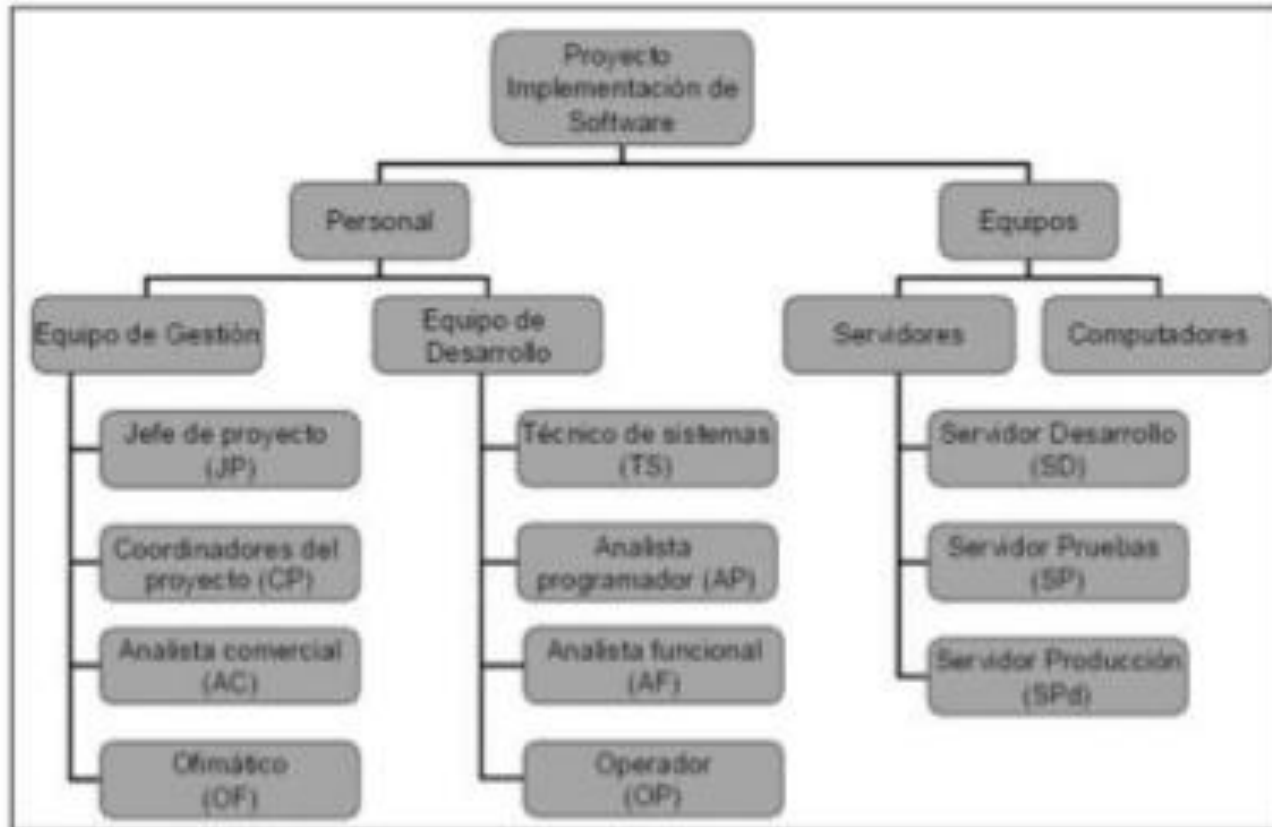 Proyecto
Implementación de
Software
Personal
Equipos
Equipo de Gestión
Equipo de
Desarrollo
Servidores
Computadores
Jefe de proyecto
(JP)
Técnico de sistemas
(TS)
Servidor Desarrollo
(SD)
Coordinadores del
proyecto (CP)
Analista
programador (AP)
Servidor Pruebas
(SP)
Analista comercial
(AC)
Analista funcional
(AF)
Servidor Producción
(SPd)
Ofimático
(OF)
Operador
(OP)